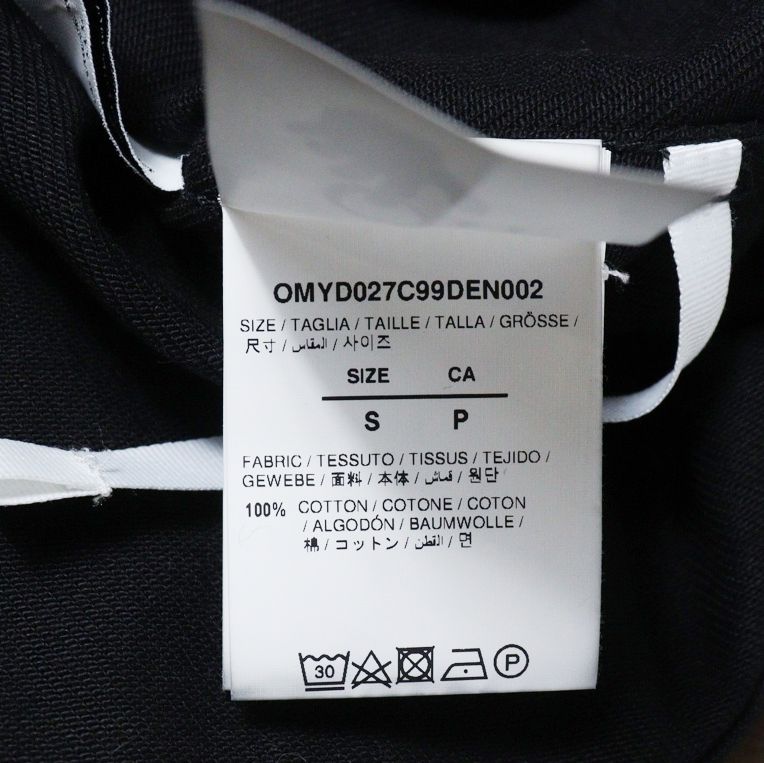 OMYD027C99DEN002
SIZE / TAGLIA / TAILLE / TALLA / GRÖSSE /
尺寸 / المقاس / 사이즈
SIZE CA
S P
FABRIC / TESSUTO / TISSUS / TEJIDO /
GEWEBE / 面料 / 本体 / قماش / 원단
100% COTTON / COTONE / COTON
/ ALGODÓN / BAUMWOLLE /
棉 / コットン / القطن / 면
30 P